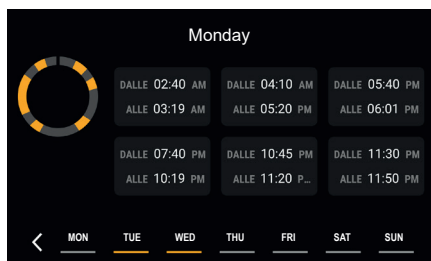 Monday
DALLE 02:40 AM
ALLE 03:19 AM
DALLE 04:10 AM
ALLE 05:20 PM
DALLE 05:40 PM
ALLE 06:01 PM
DALLE 07:40 PM
ALLE 10:19 PM
DALLE 10:45 PM
ALLE 11:20 P...
DALLE 11:30 PM
ALLE 11:50 PM
MON TUE WED THU FRI SAT SUN